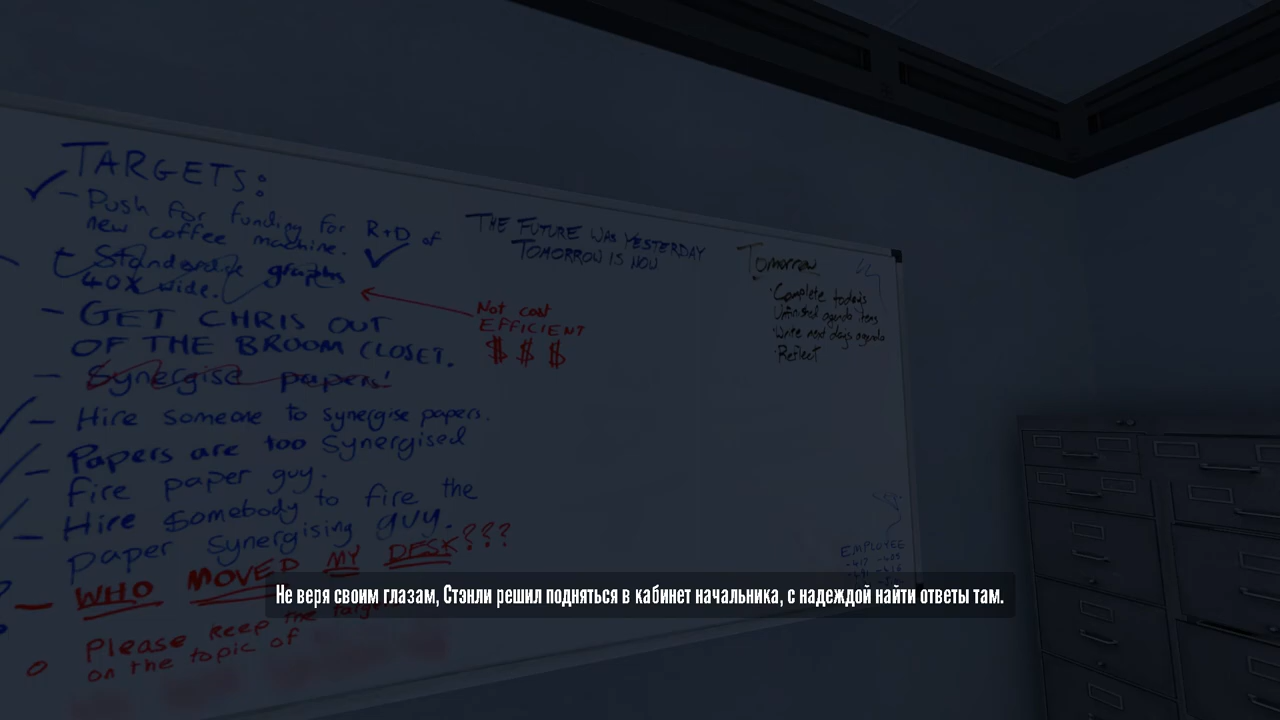 TARGETS:
- Push for funding for R+D of
new coffee machine.
- Standardize graphs
40x wide.
- GET CHRIS OUT
OF THE BROOM CLOSET.
- Synergise papers!
- Hire someone to synergise papers.
- Papers are too Synergised
fire paper guy.
- Hire Somebody to fire the
paper synergising guy.
- WHO MOVED MY DESK???
Please keep the
on the topic of
Not cost
EFFICIENT
$ $ $
THE FUTURE WAS YESTERDAY
TOMORROW IS NOW
Tomorrow
• Complete todays
Unfinished agenda items
• Write next days agenda
• Reflect
EMPLOYEE
Не веря своим глазам, Стэнли решил подняться в кабинет начальника, с надеждой найти ответы там.